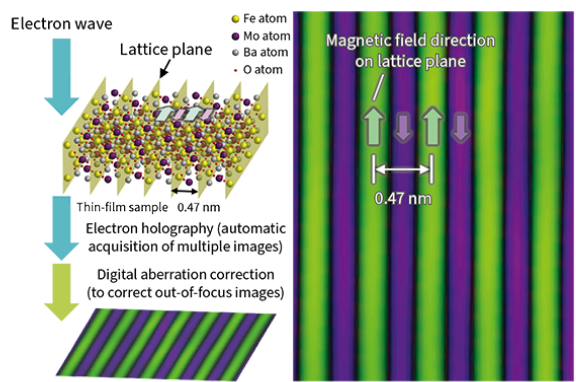 Electron wave
Fe atom
Mo atom
Ba atom
O atom
Lattice plane
Thin-film sample 0.47 nm
Electron holography (automatic
acquisition of multiple images)
Digital aberration correction
(to correct out-of-focus images)
Magnetic field direction
on lattice plane
0.47 nm